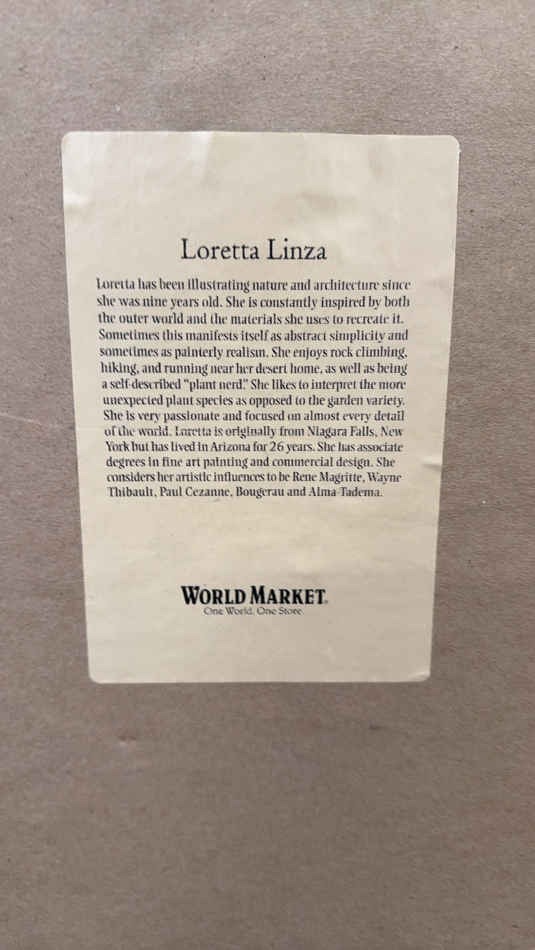 Loretta Linza
Loretta has been illustrating nature and architecture since
she was nine years old. She is constantly inspired by both
the outer world and the materials she uses to recreate it.
Sometimes this manifests itself as abstract simplicity and
sometimes as painterly realism. She enjoys rock climbing,
hiking, and running near her desert home, as well as being
a self-described "plant nerd." She likes to interpret the more
unexpected plant species as opposed to the garden variety.
She is very passionate and focused on almost every detail
of the world. Loretta is originally from Niagara Falls, New
York but has lived in Arizona for 26 years. She has associate
degrees in fine art painting and commercial design. She
considers her artistic influences to be Rene Magritte, Wayne
Thibault, Paul Cezanne, Bougerau and Alma-Tadema.
WORLD MARKET®
One World. One Store